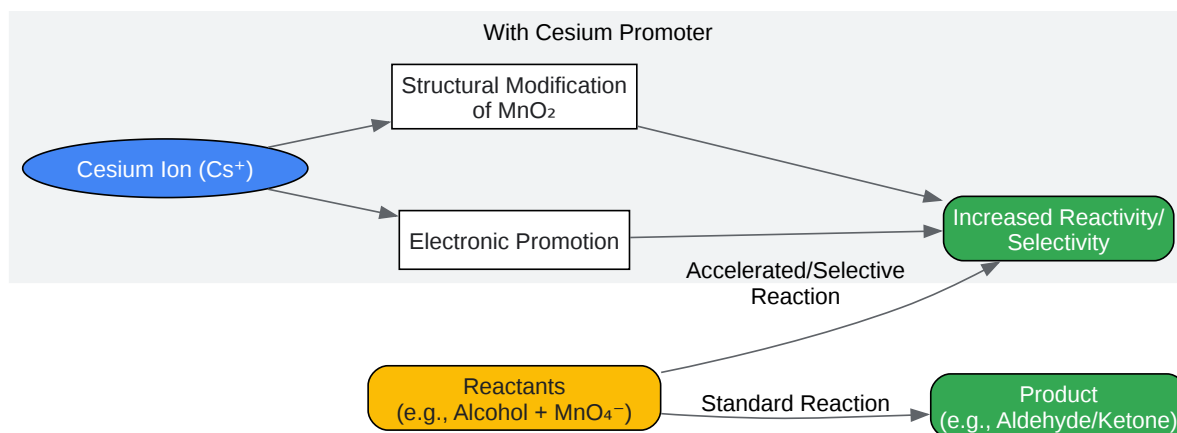 With Cesium Promoter
Structural Modification
of MnO₂
Cesium Ion (Cs⁺)
Electronic Promotion
Increased Reactivity/
Selectivity
Accelerated/Selective
Reaction
Reactants
(e.g., Alcohol + MnO₄⁻)
Standard Reaction
Product
(e.g., Aldehyde/Ketone)